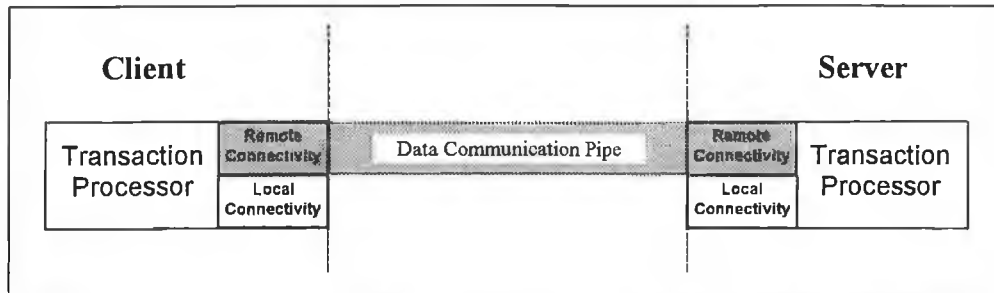 Client
Server
Transaction
Processor
Remote
Connectivity
Local
Connectivity
Data Communication Pipe
Remote
Connectivity
Local
Connectivity
Transaction
Processor